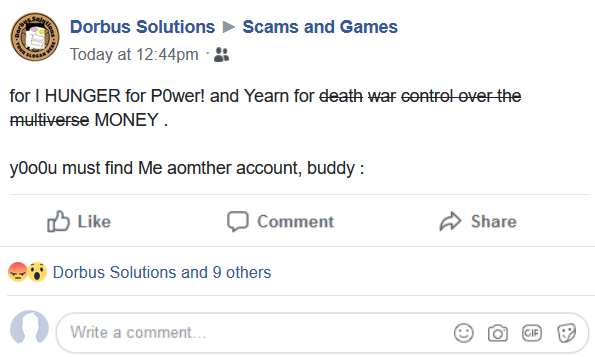 Dorbus Solutions ▶ Scams and Games
Today at 12:44pm ·
for I HUNGER for P0wer! and Yearn for death war control over the
multiverse MONEY .
y0o0u must find Me aomther account, buddy :
Like Comment Share
Dorbus Solutions and 9 others
Write a comment...
GIF